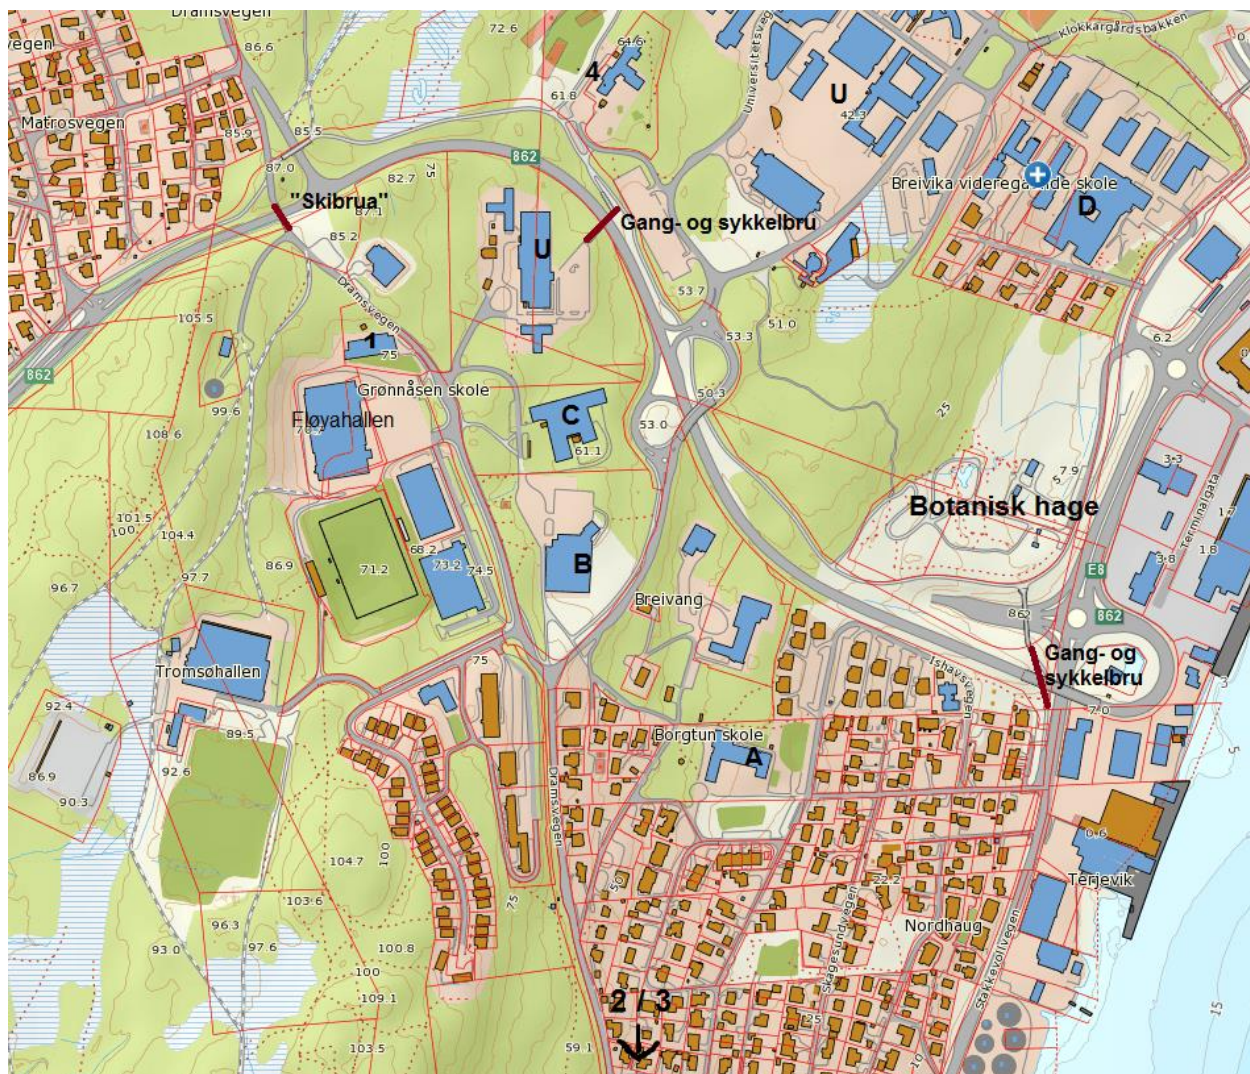 Dramsvegen
vegen
86.6
72.6
64.6
4
61.8
Universitetsveg
U
42.3
Klokkargårdsbakken
Matrosvegen
85.9
85.5
87.0
82.7
75
862
"Skibrua"
87.1
85.2
Gang- og sykkelbru
U
Breivika videregående skole
D
Dramsvegen
105.5
53.7
53.3
51.0
6.2
862
1
75
Grønnåsen skole
99.6
Fløyahallen
C
61.1
53.0
50.3
25
108.6
7.9
3.3
Botanisk hage
Terminalgata
101.5
100
104.4
68.2
73.2
74.5
71.2
86.9
B
3.8
1.8
E8
96.7
97.7
Breivang
862
862
Tromsøhallen
75
Ishavsvegen
Gang- og
sykkelbru
3
92.4
89.5
7.0
5
Borgtun skole
A
86.9
92.6
90.3
Dramsvegen
0.6
104.7
100
103.6
75
50
22.2
Terjevik
96.3
Skagesundvegen
Nordhaug
93.0
97.6
100.8
100
Stakkevollvegen
109.1
2 / 3
25
15
103.5
59.1
10